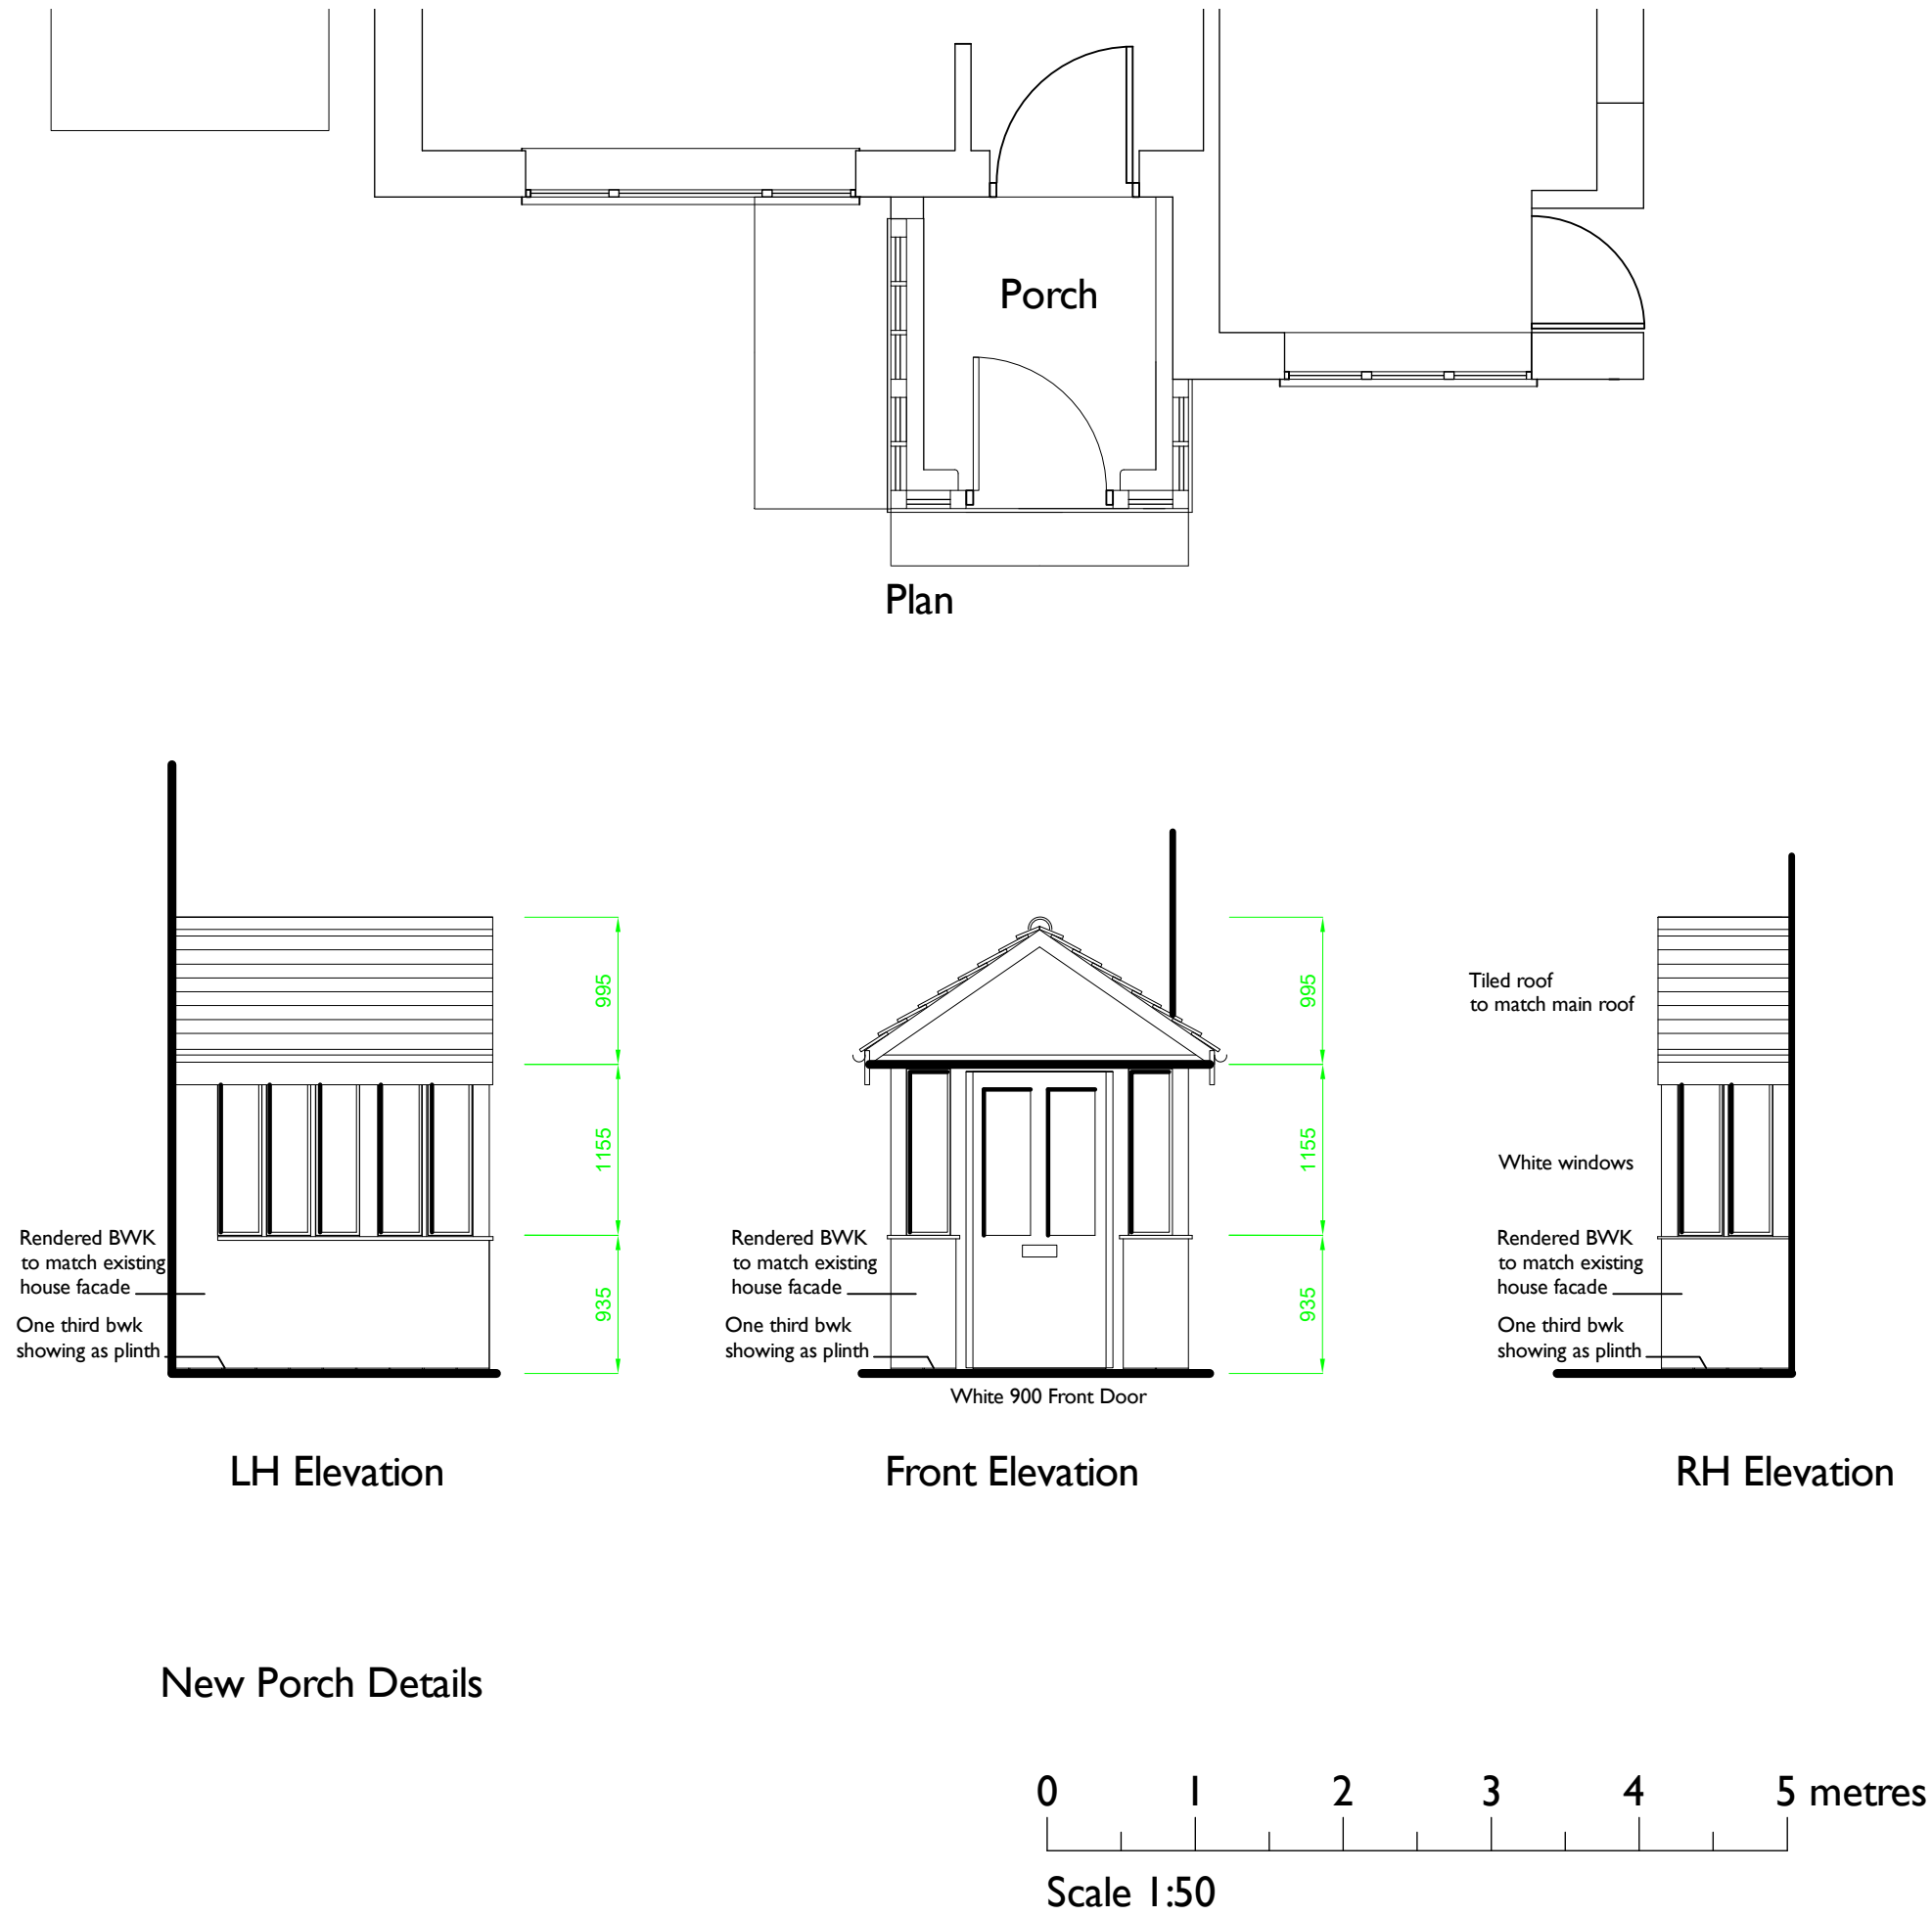 Porch
Plan
995
1155
935
Rendered BWK
to match existing
house facade
One third bwk
showing as plinth
LH Elevation
995
1155
935
Rendered BWK
to match existing
house facade
One third bwk
showing as plinth
White 900 Front Door
Front Elevation
Tiled roof
to match main roof
White windows
Rendered BWK
to match existing
house facade
One third bwk
showing as plinth
RH Elevation
New Porch Details
0 1 2 3 4 5 metres
Scale 1:50